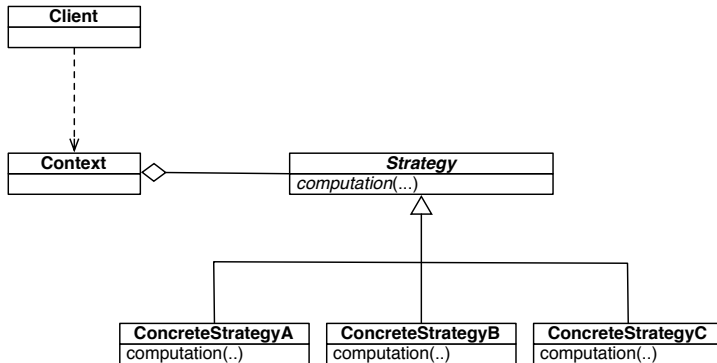 Client
Context
Strategy
computation(...)
ConcreteStrategyA
ConcreteStrategyB
ConcreteStrategyC
computation(..)
computation(..)
computation(..)